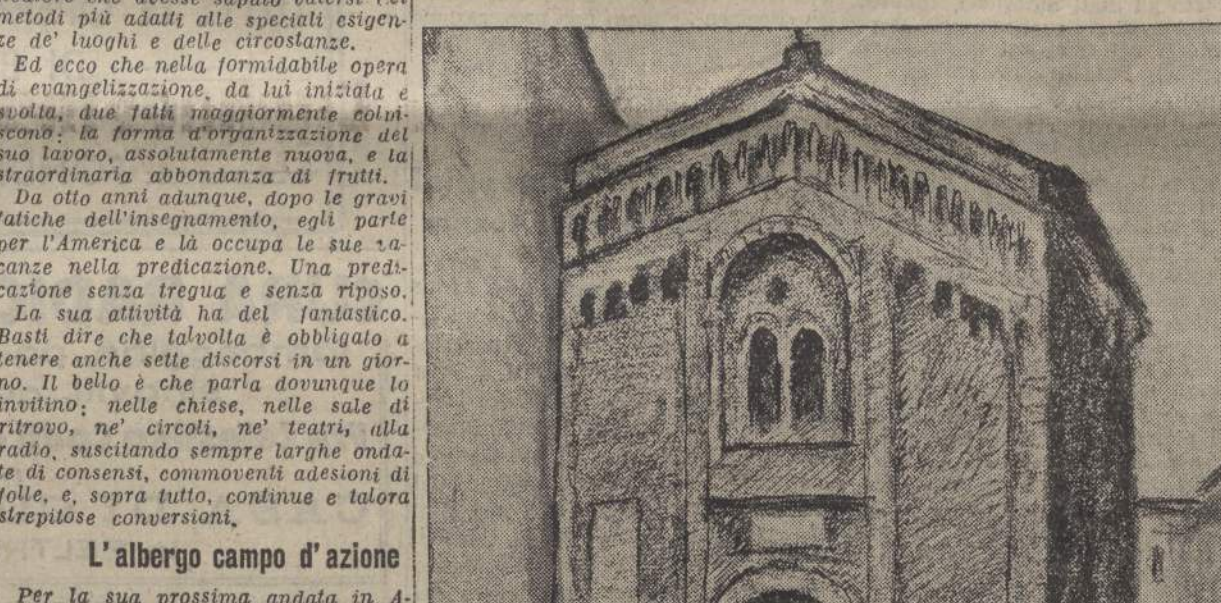 metodi più adatti alle speciali esigen-
ze de' luoghi e delle circostanze.
Ed ecco che nella formidabile opera
di evangelizzazione, da lui iniziata e
svolta, due fatti maggiormente colpi-
scono: la forma d'organizzazione del
suo lavoro, assolutamente nuova, e la
straordinaria abbondanza di frutti.
Da otto anni adunque, dopo le gravi
fatiche dell'insegnamento, egli parte
per l'America e là occupa le sue va-
canze nella predicazione. Una predi-
cazione senza tregua e senza riposo.
La sua attività ha del fantastico.
Basti dire che talvolta è obbligato a
tenere anche sette discorsi in un gior-
no. Il bello è che parla dovunque lo
invitino; nelle chiese, nelle sale di
ritrovo, ne' circoli, ne' teatri, alla
radio, suscitando sempre larghe onda-
te di consensi, commoventi adesioni di
folle, e, sopra tutto, continue e talora
strepitose conversioni.
L'albergo campo d'azione
Per la sua prossima andata in A-